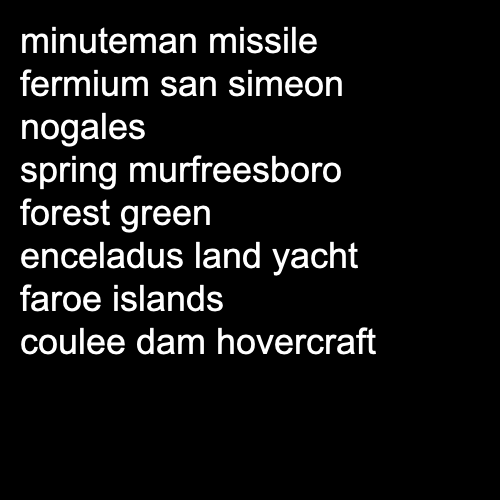 minuteman missile
fermium san simeon
nogales
spring murfreesboro
forest green
enceladus land yacht
faroe islands
coulee dam hovercraft